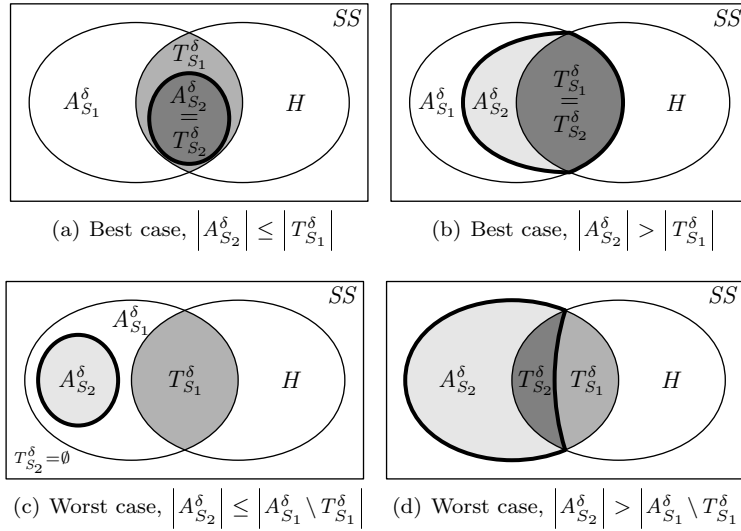 SS
T^δ_{S_1}
A^δ_{S_1}
A^δ_{S_2}
=
T^δ_{S_2}
H
(a) Best case, |A^δ_{S_2}| ≤ |T^δ_{S_1}|
SS
A^δ_{S_1}
A^δ_{S_2}
T^δ_{S_1}
=
T^δ_{S_2}
H
(b) Best case, |A^δ_{S_2}| > |T^δ_{S_1}|
SS
A^δ_{S_1}
A^δ_{S_2}
T^δ_{S_1}
H
T^δ_{S_2}=∅
(c) Worst case, |A^δ_{S_2}| ≤ |A^δ_{S_1} \ T^δ_{S_1}|
SS
A^δ_{S_2}
T^δ_{S_2}
T^δ_{S_1}
H
(d) Worst case, |A^δ_{S_2}| > |A^δ_{S_1} \ T^δ_{S_1}|